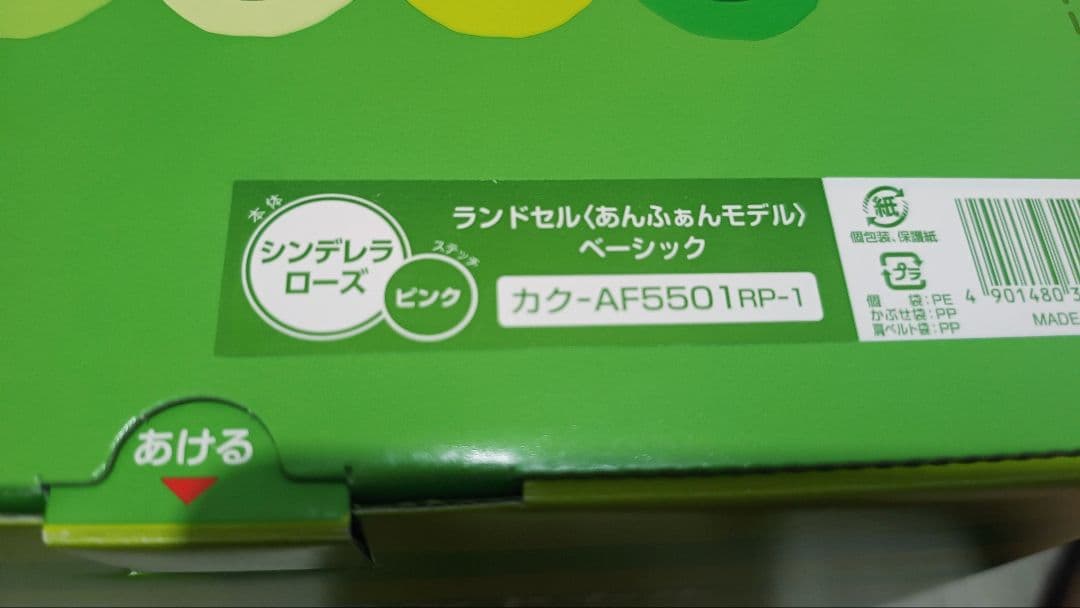 本体
シンデレラ
ローズ
ステッチ
ピンク
ランドセル〈あんふぁんモデル〉
ベーシック
カク-AF5501RP-1
紙
個包装、保護紙
プラ
個 袋:PE
かぶせ袋:PP
肩ベルト袋:PP
4 901480 3
MADE
あける